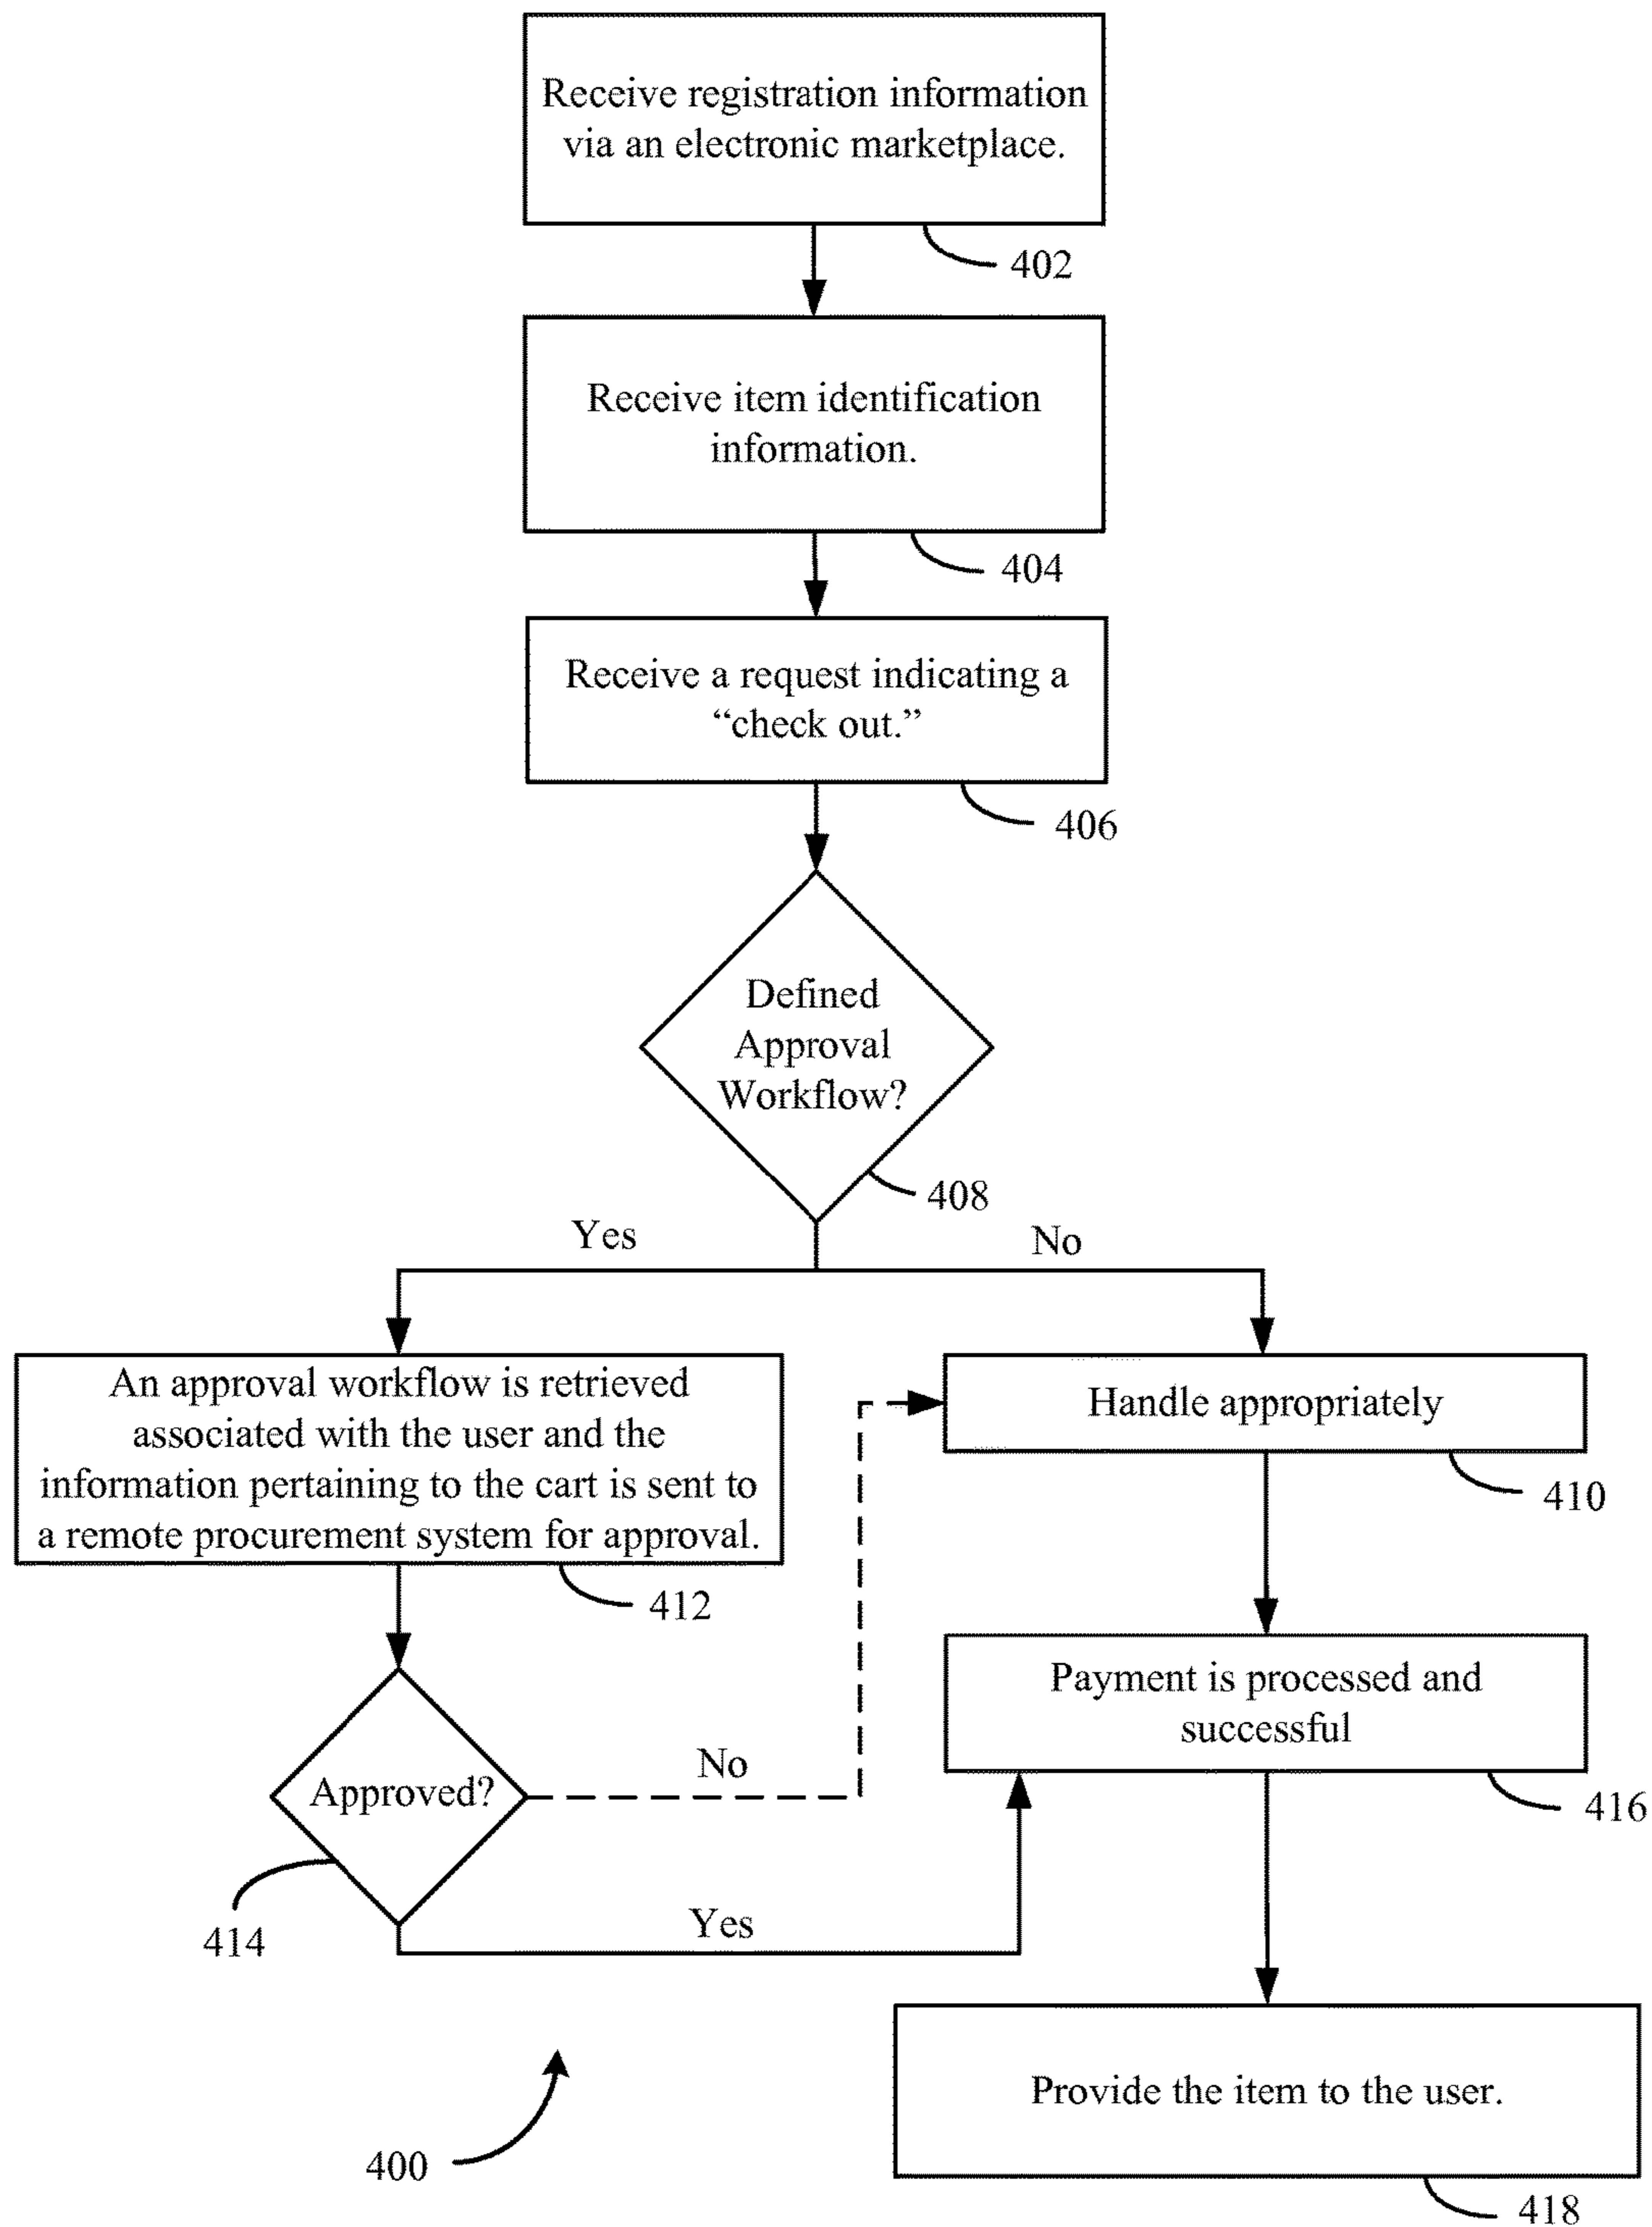 Receive registration information
via an electronic marketplace.
402
Receive item identification
information.
404
Receive a request indicating a
“check out.”
406
Defined
Approval
Workflow?
408
Yes
No
An approval workflow is retrieved
associated with the user and the
information pertaining to the cart is sent to
a remote procurement system for approval.
412
Handle appropriately
410
Payment is processed and
successful
416
Approved?
No
414
Yes
Provide the item to the user.
418
400